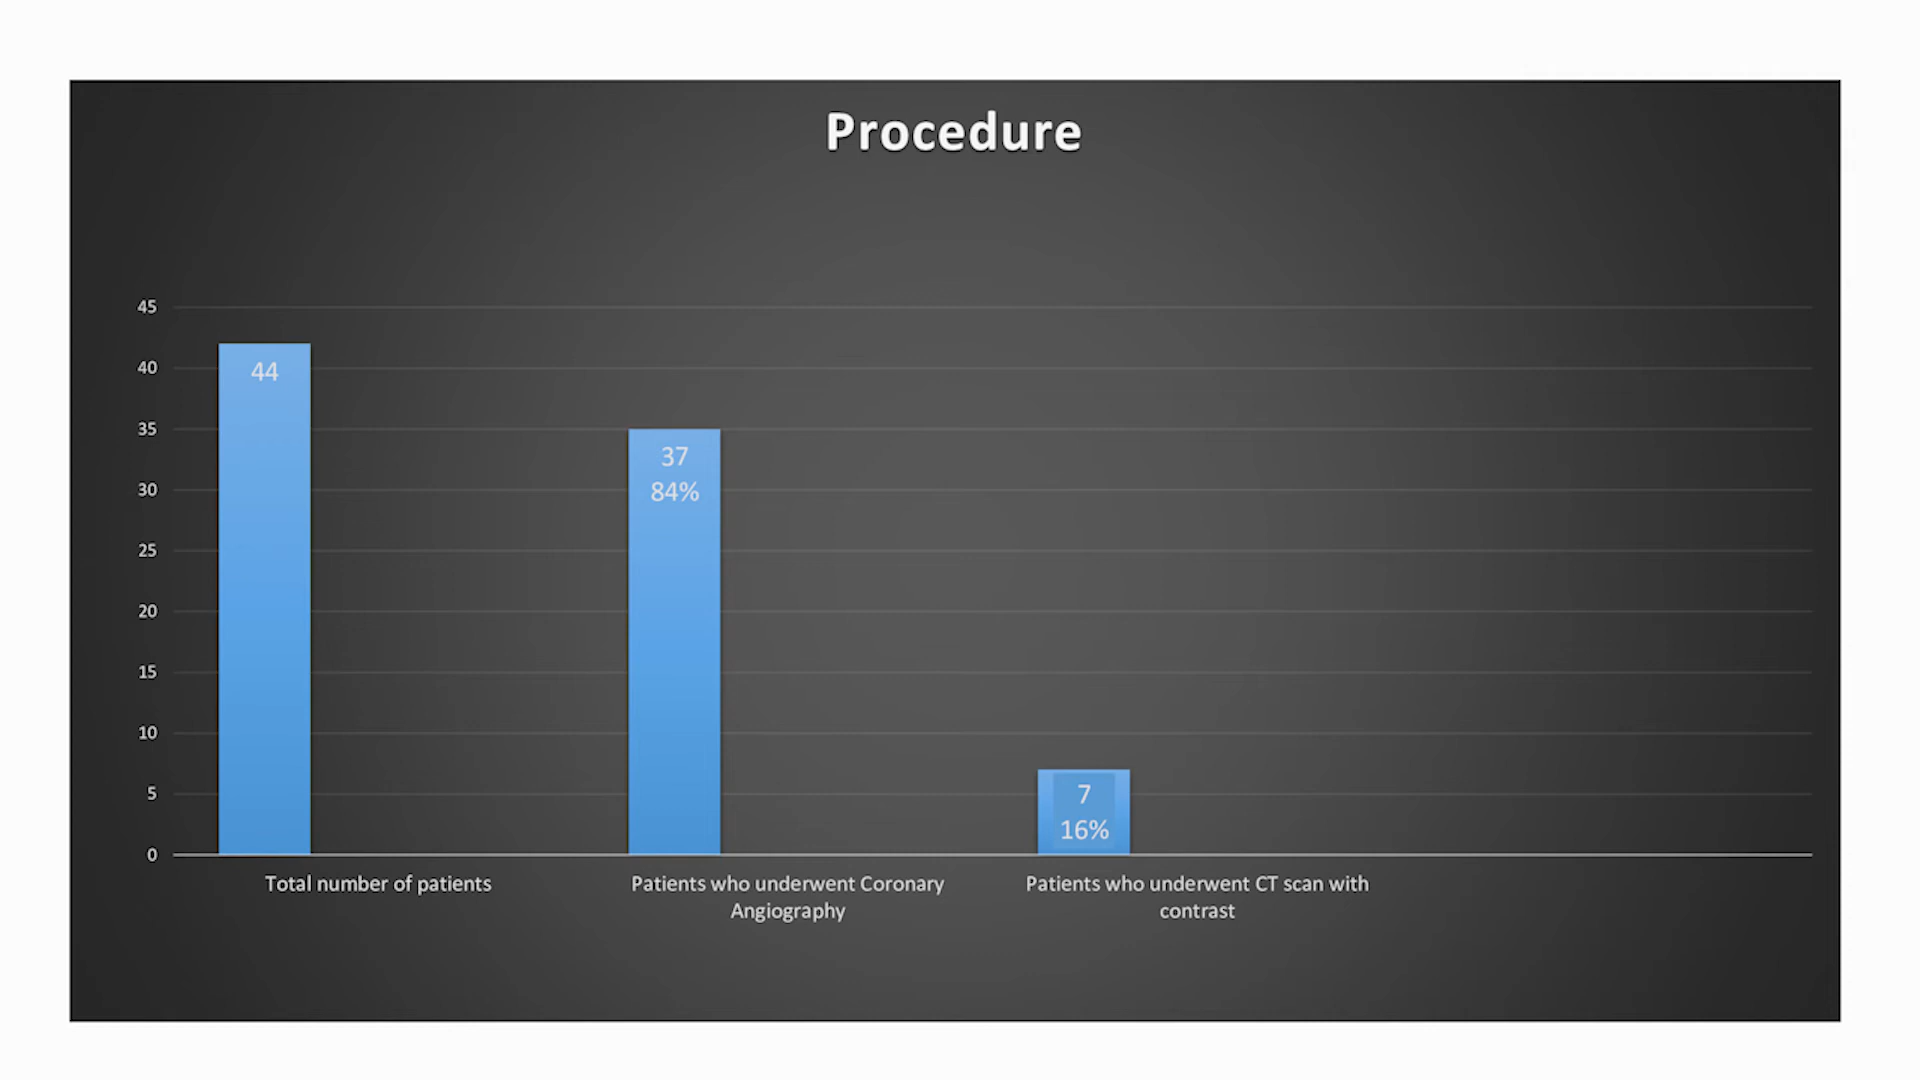 Procedure
45
40
35
30
25
20
15
10
5
0
44
37
84%
7
16%
Total number of patients
Patients who underwent Coronary
Angiography
Patients who underwent CT scan with
contrast